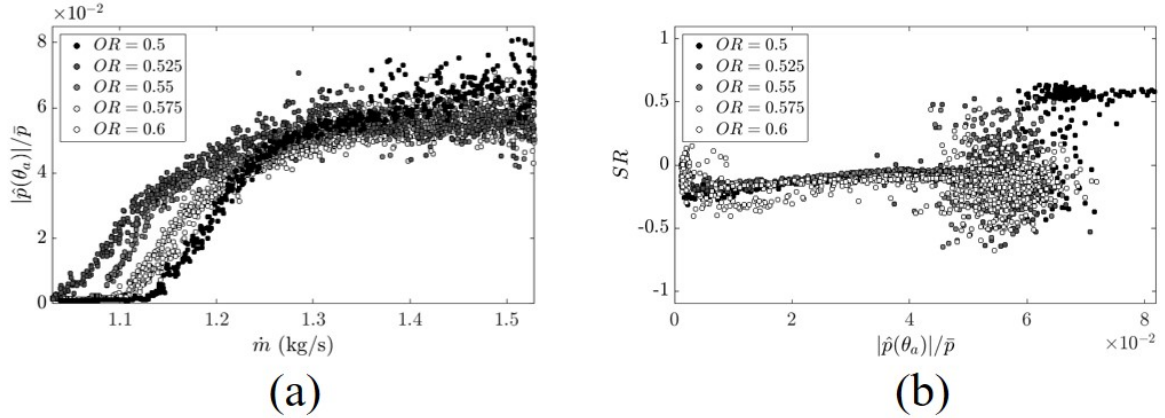 ×10⁻²
8
6
4
2
0
|p̂(θₐ)|/p̄
OR = 0.5
OR = 0.525
OR = 0.55
OR = 0.575
OR = 0.6
1.1 1.2 1.3 1.4 1.5
ṁ (kg/s)
(a)
1
0.5
0
-0.5
-1
SR
OR = 0.5
OR = 0.525
OR = 0.55
OR = 0.575
OR = 0.6
0 2 4 6 8
|p̂(θₐ)|/p̄
×10⁻²
(b)